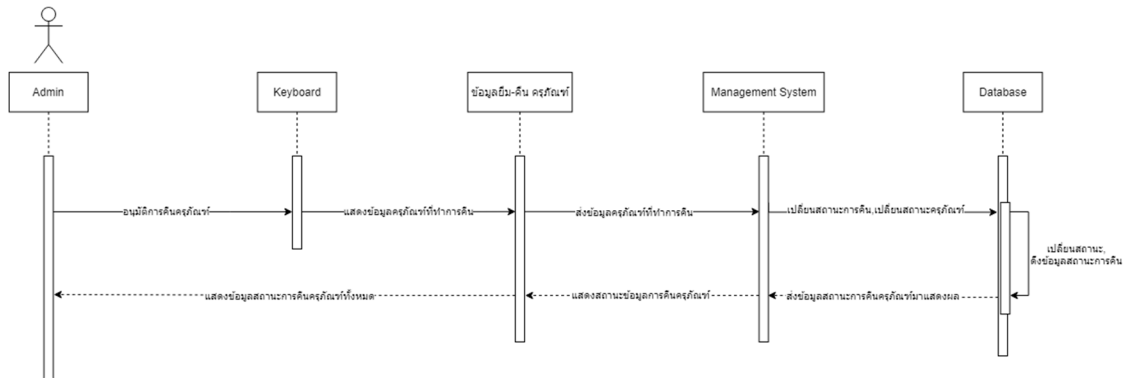 Admin
Keyboard
ข้อมูลยืม-คืน ครุภัณฑ์
Management System
Database
อนุมัติการคืนครุภัณฑ์
แสดงข้อมูลครุภัณฑ์ที่ทำการคืน
ส่งข้อมูลครุภัณฑ์ที่ทำการคืน
เปลี่ยนสถานะการคืน,เปลี่ยนสถานะครุภัณฑ์
เปลี่ยนสถานะ,
ดึงข้อมูลสถานะการคืน
แสดงข้อมูลสถานะการคืนครุภัณฑ์ทั้งหมด
แสดงสถานะข้อมูลการคืนครุภัณฑ์
ส่งข้อมูลสถานะการคืนครุภัณฑ์มาแสดงผล